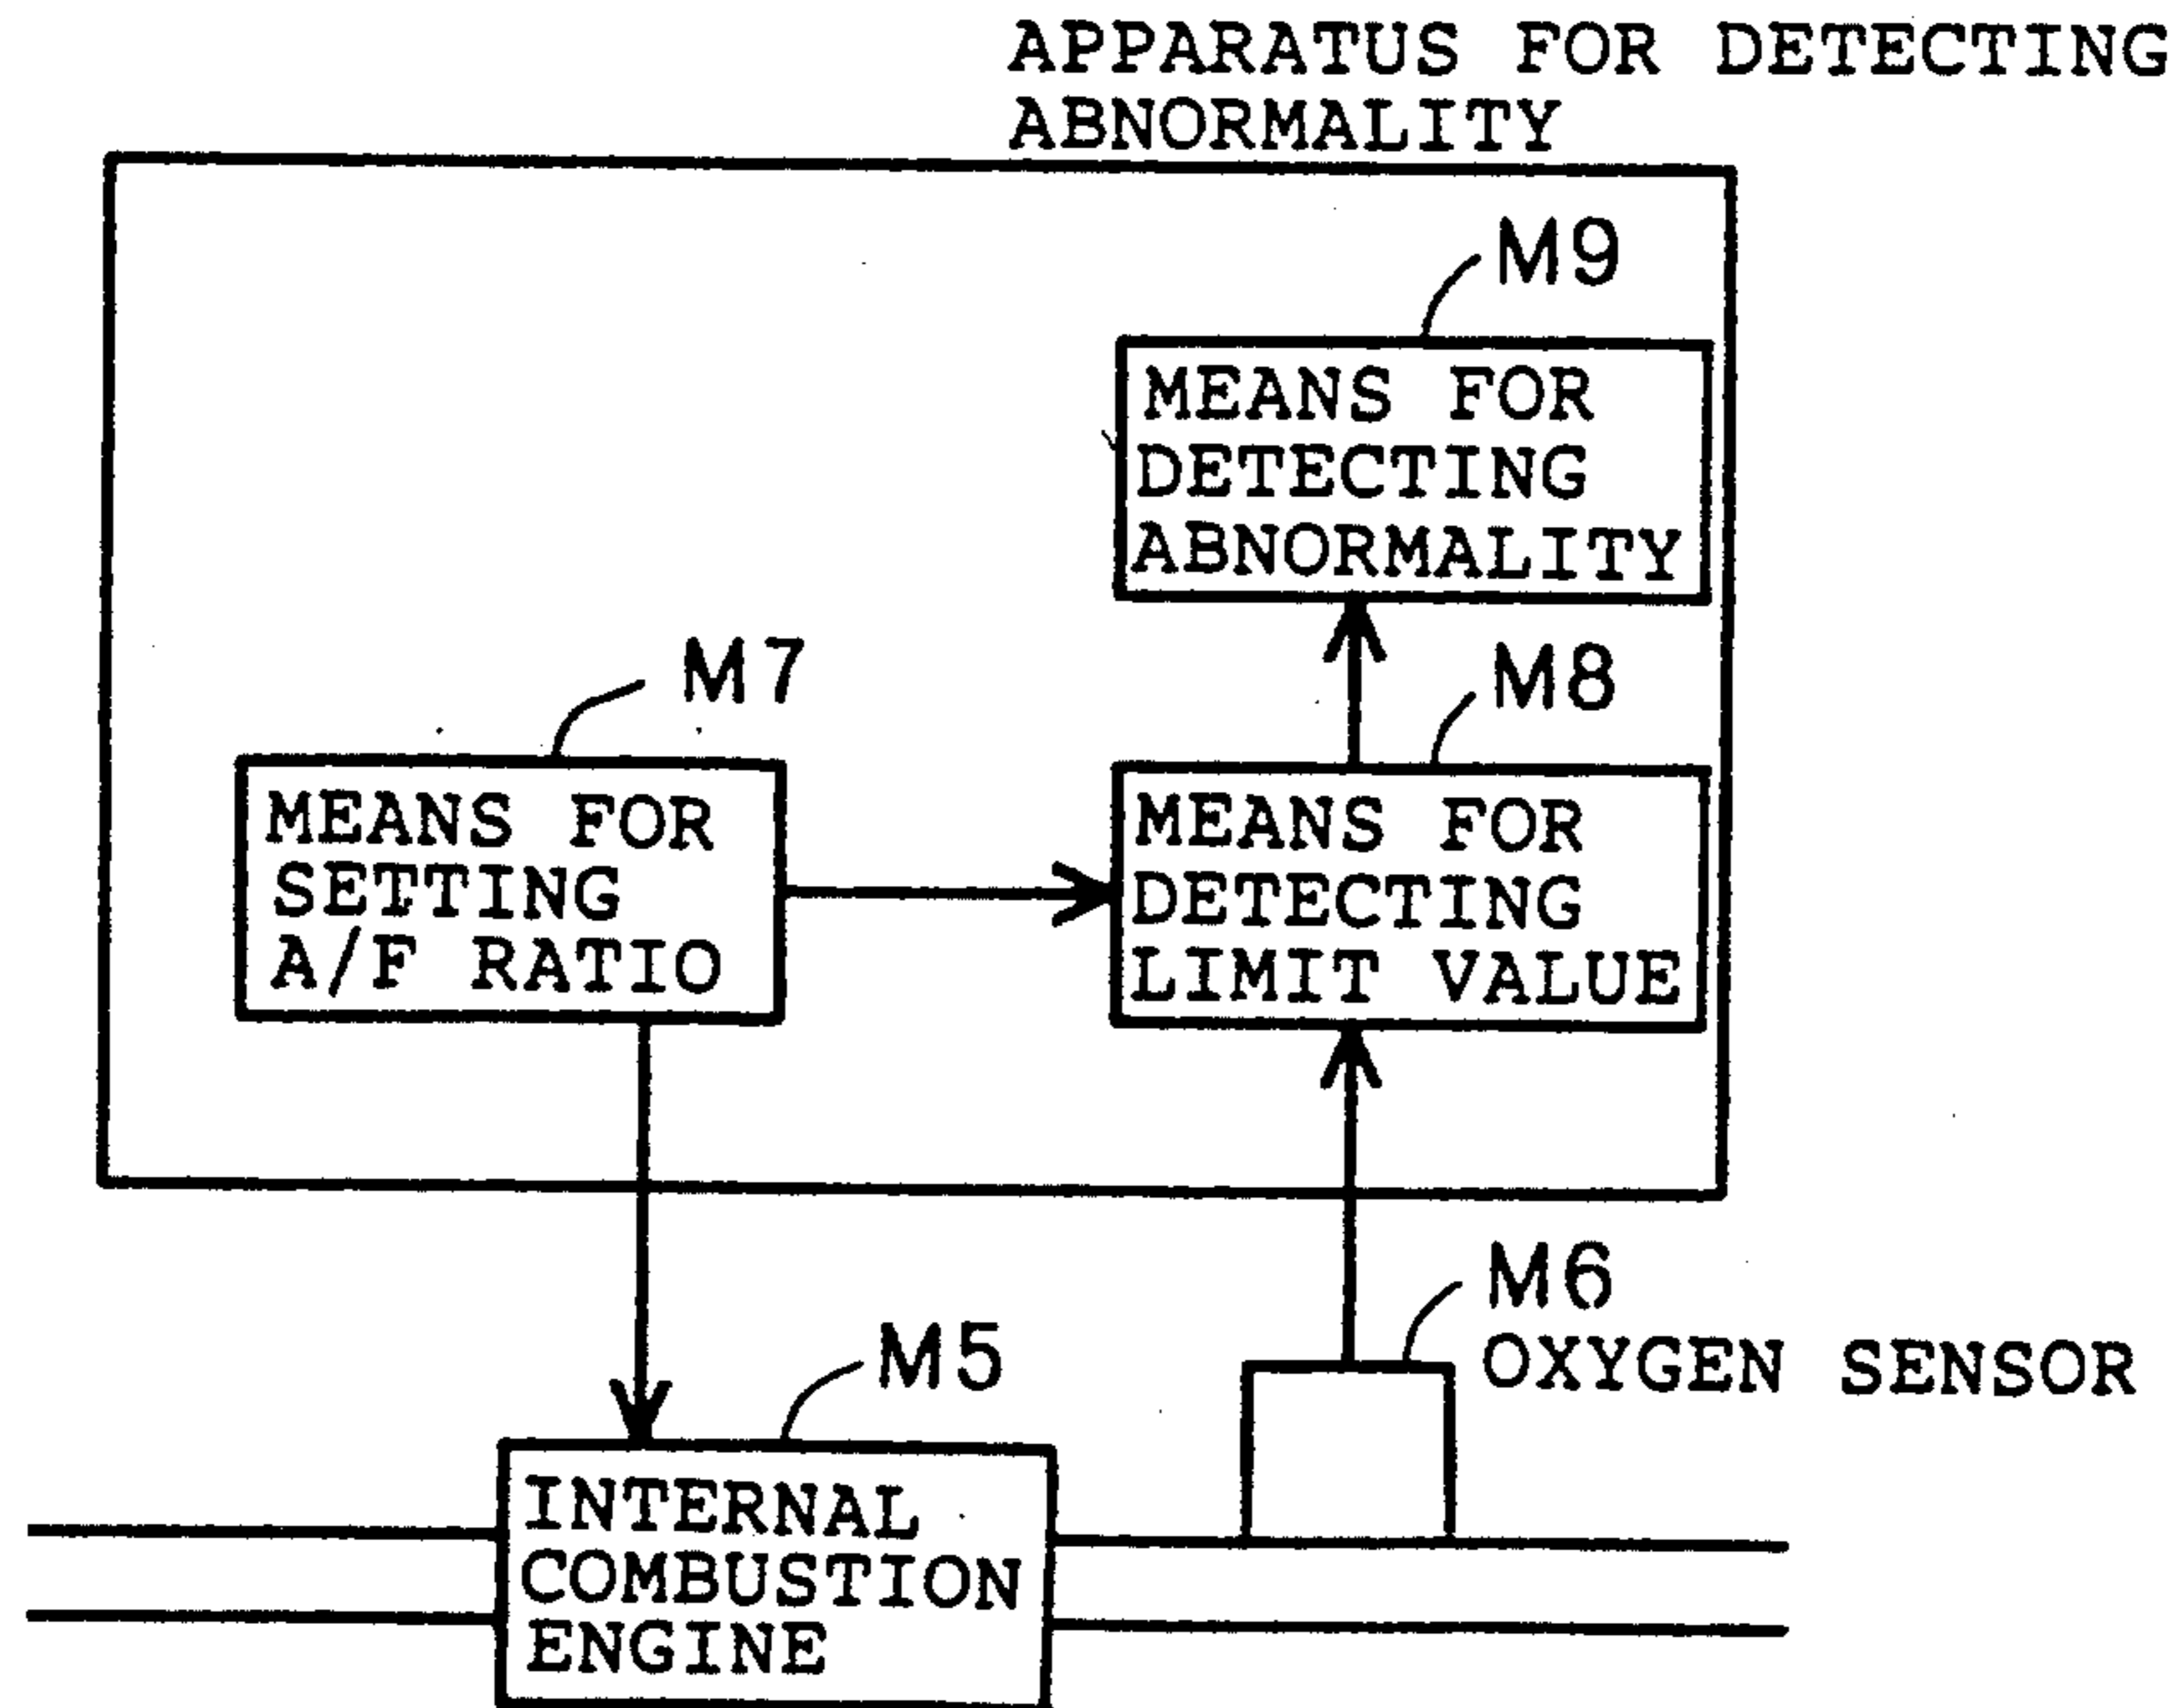 APPARATUS FOR DETECTING
ABNORMALITY
M9
MEANS FOR
DETECTING
ABNORMALITY
M7
M8
MEANS FOR
SETTING
A/F RATIO
MEANS FOR
DETECTING
LIMIT VALUE
M6
OXYGEN SENSOR
M5
INTERNAL
COMBUSTION
ENGINE